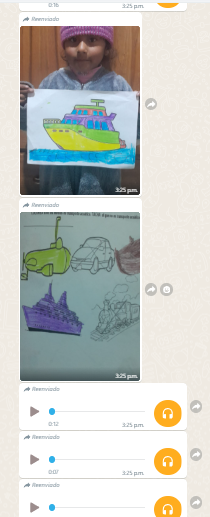 0:16 3:25 p.m.
Reenviado
3:25 p.m.
Reenviado
3:25 p.m.
Reenviado
0:12 3:25 p.m.
Reenviado
0:07 3:25 p.m.
Reenviado